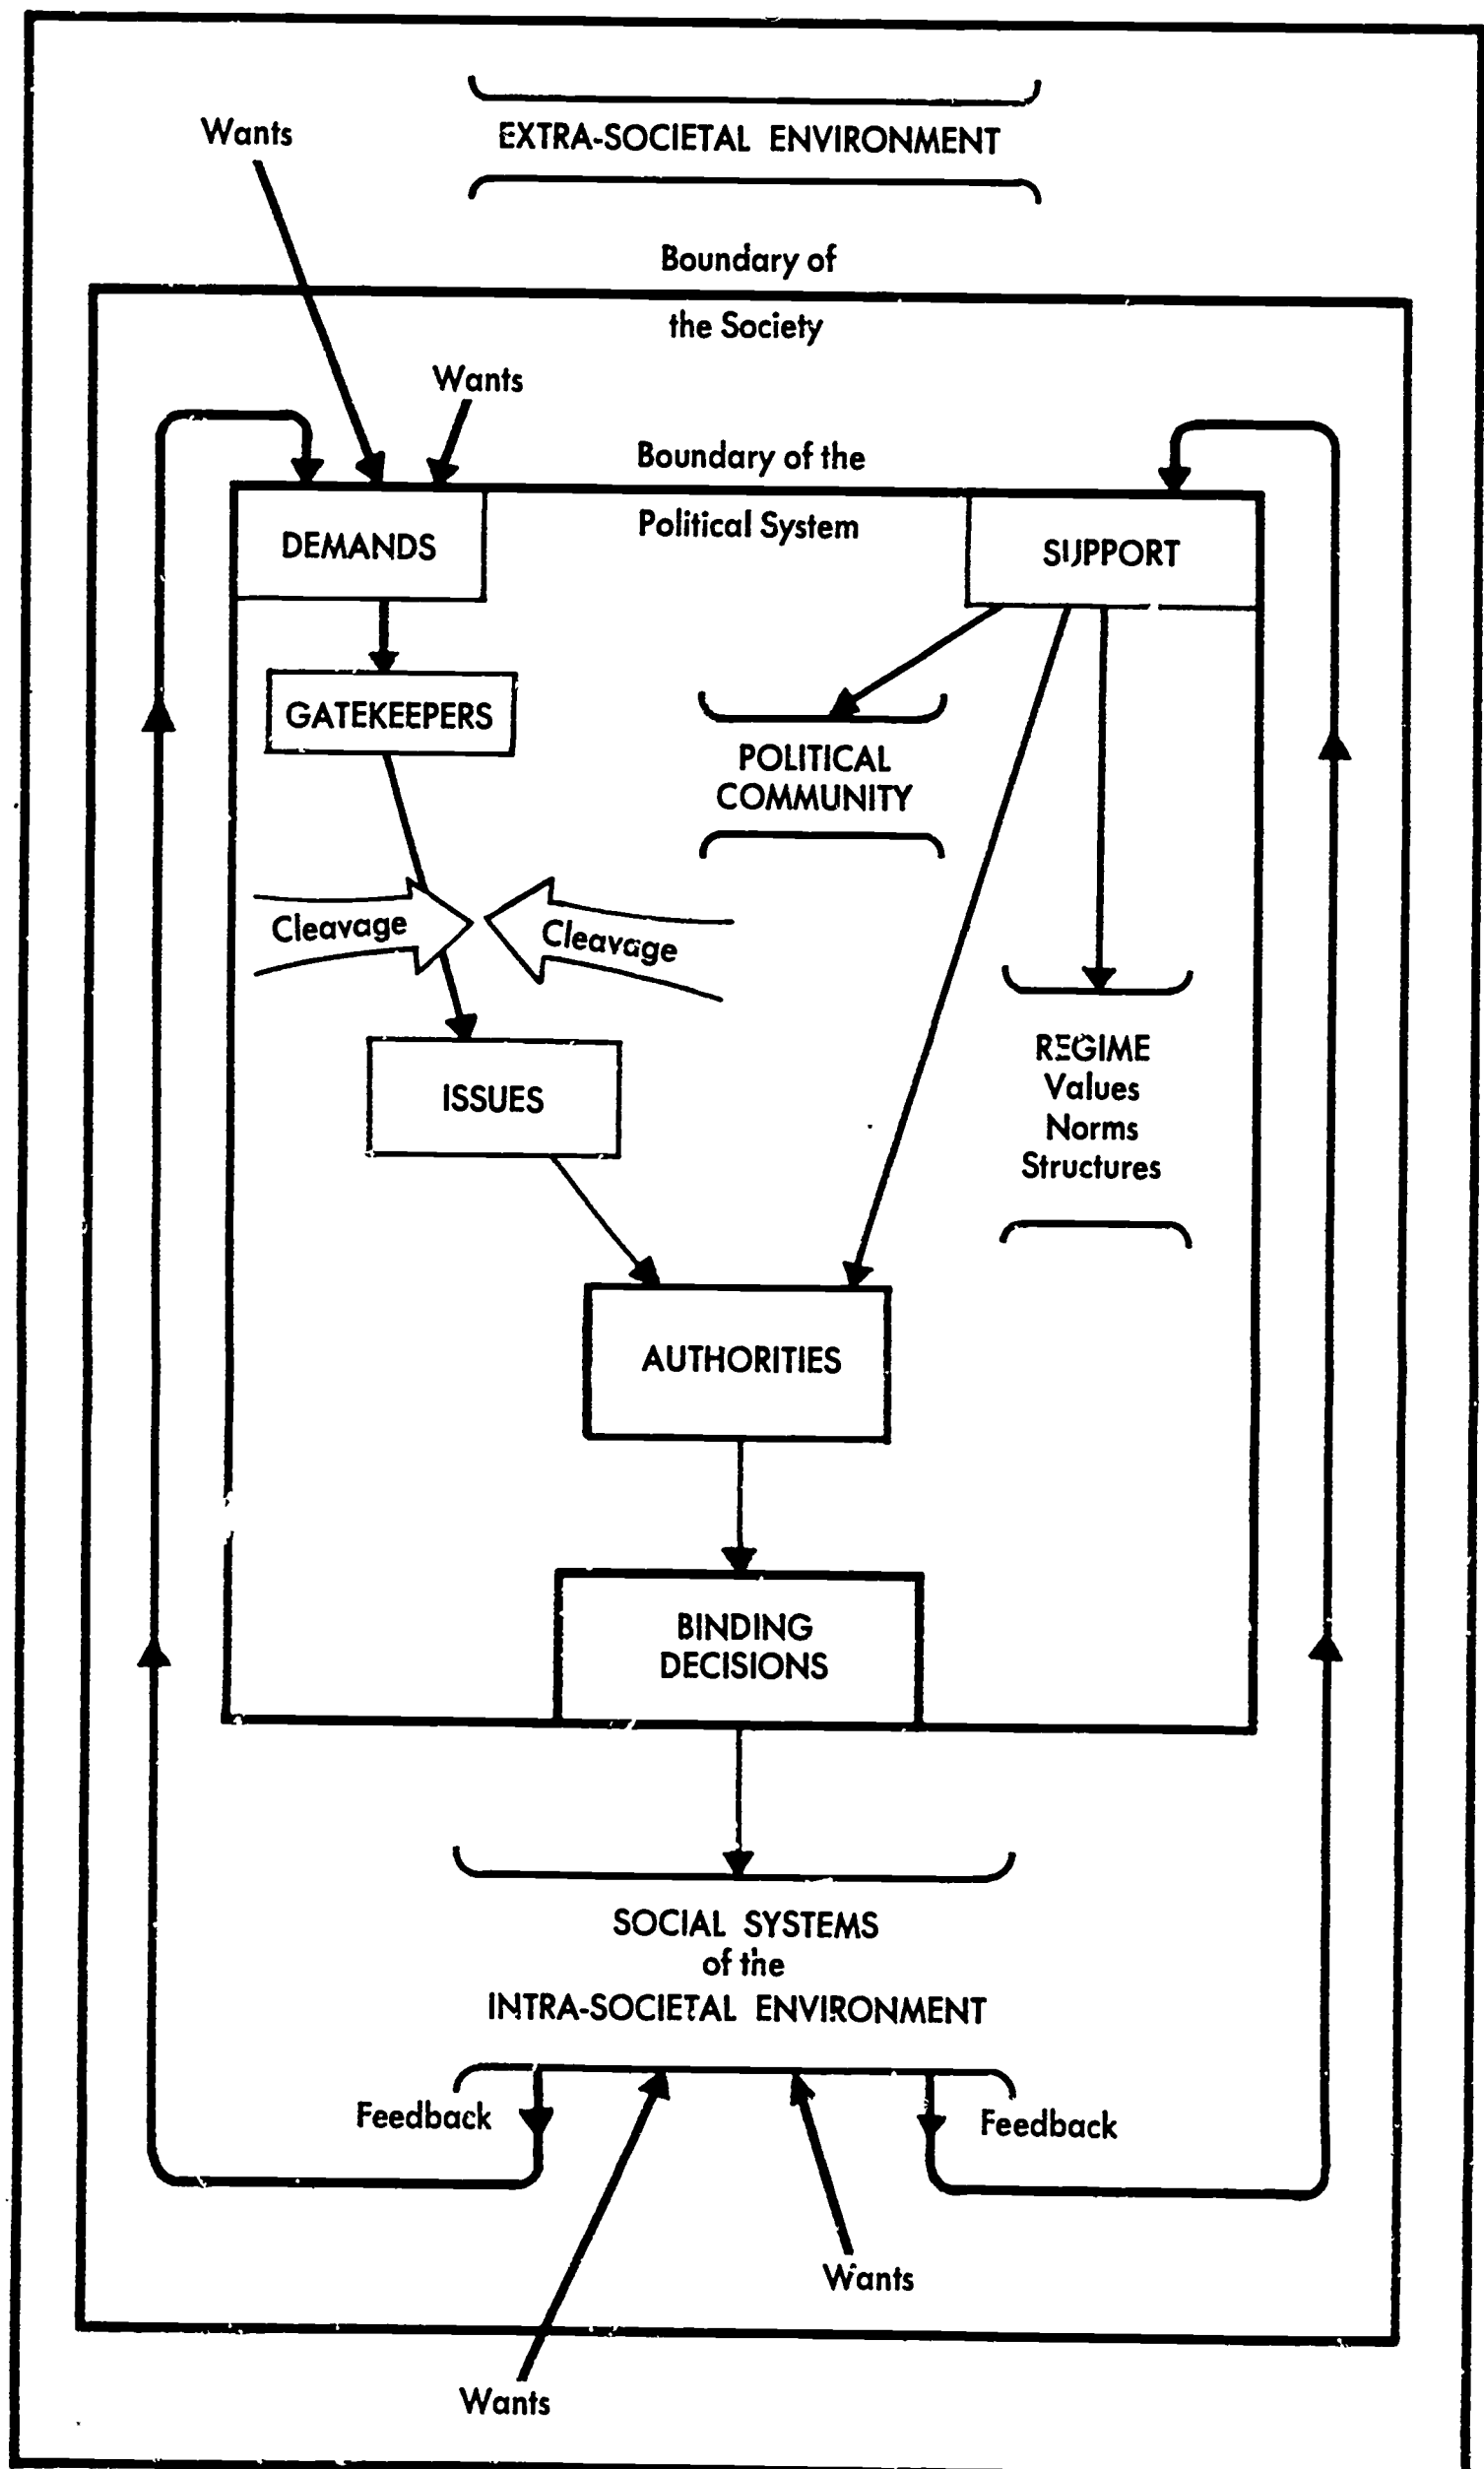 Wants
EXTRA-SOCIETAL ENVIRONMENT
Boundary of
the Society
Wants
Boundary of the
Political System
DEMANDS
SUPPORT
GATEKEEPERS
POLITICAL
COMMUNITY
Cleavage
Cleavage
REGIME
Values
Norms
Structures
ISSUES
AUTHORITIES
BINDING
DECISIONS
SOCIAL SYSTEMS
of the
INTRA-SOCIETAL ENVIRONMENT
Feedback
Feedback
Wants
Wants